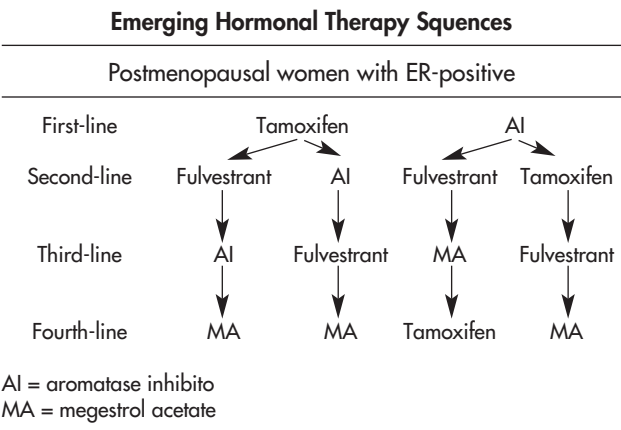 Emerging Hormonal Therapy Squences
Postmenopausal women with ER-positive
First-line Tamoxifen AI
Second-line Fulvestrant AI Fulvestrant Tamoxifen
Third-line AI Fulvestrant MA Fulvestrant
Fourth-line MA MA Tamoxifen MA
AI = aromatase inhibito
MA = megestrol acetate